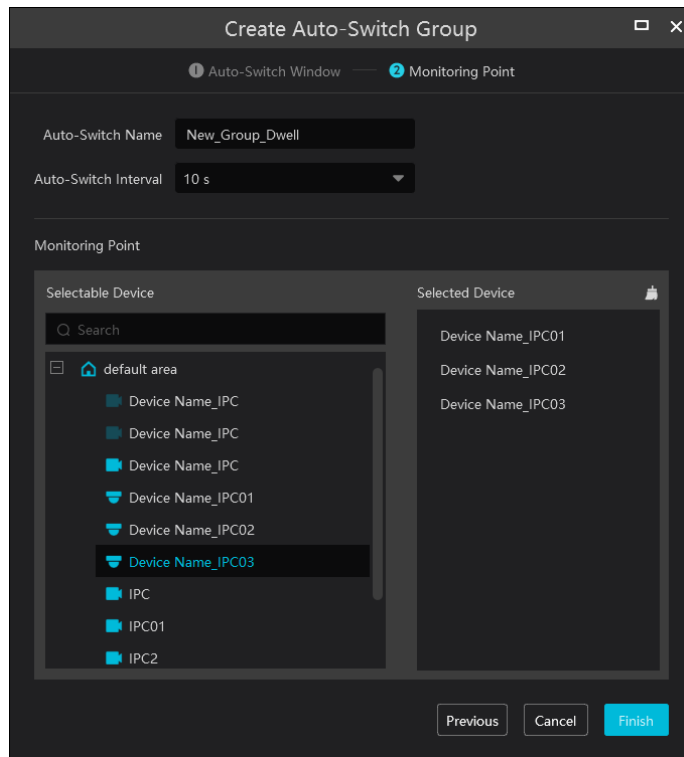 Create Auto-Switch Group
1 Auto-Switch Window 2 Monitoring Point
Auto-Switch Name New_Group_Dwell
Auto-Switch Interval 10 s
Monitoring Point
Selectable Device
Search
default area
Device Name_IPC
Device Name_IPC
Device Name_IPC
Device Name_IPC01
Device Name_IPC02
Device Name_IPC03
IPC
IPC01
IPC2
Selected Device
Device Name_IPC01
Device Name_IPC02
Device Name_IPC03
Previous Cancel Finish